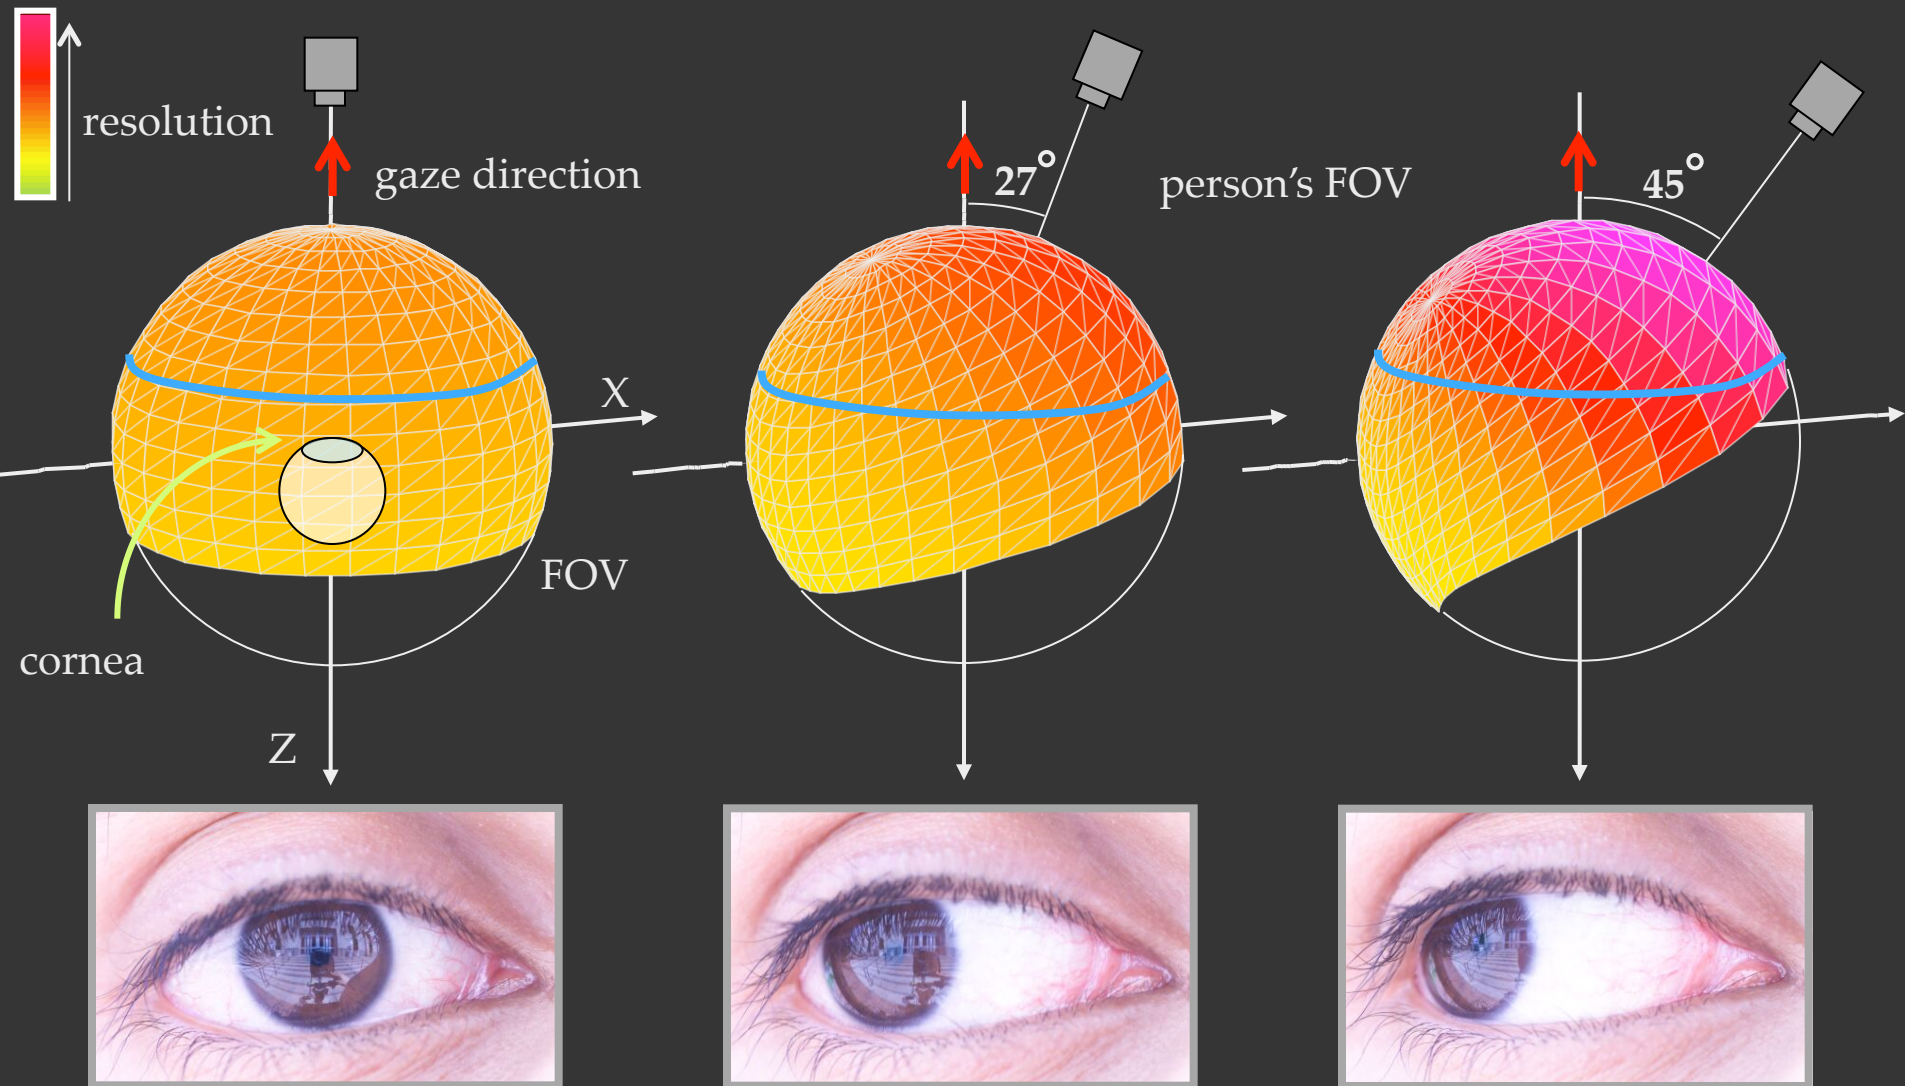 resolution
gaze direction
27°
person's FOV
45°
X
FOV
cornea
Z